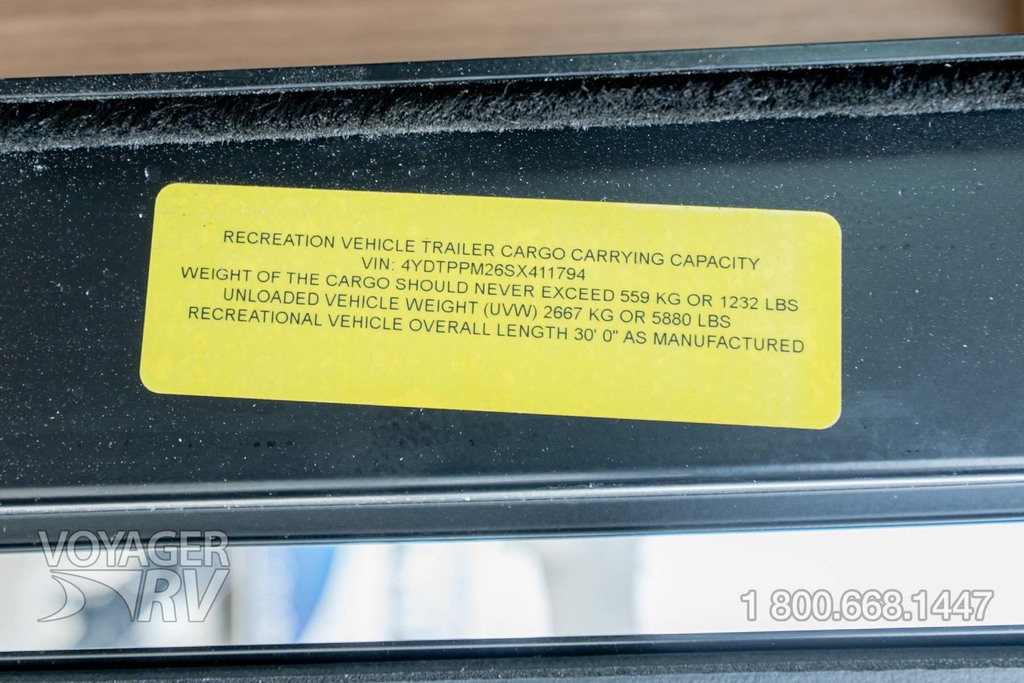 RECREATION VEHICLE TRAILER CARGO CARRYING CAPACITY
VIN: 4YDTPPM26SX411794
WEIGHT OF THE CARGO SHOULD NEVER EXCEED 559 KG OR 1232 LBS
UNLOADED VEHICLE WEIGHT (UVW) 2667 KG OR 5880 LBS
RECREATIONAL VEHICLE OVERALL LENGTH 30' 0" AS MANUFACTURED
VOYAGER
RV
1 800.668.1447